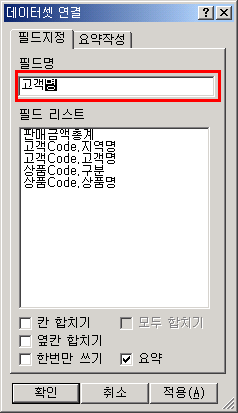 데이터셋 연결
필드지정 요약작성
필드명
고객명
필드 리스트
판매금액총계
고객Code,지역명
고객Code,고객명
상품Code,구분
상품Code,상품명
칸 합치기 모두 합치기
옆칸 합치기
한번만 쓰기 요약
확인 취소 적용(A)